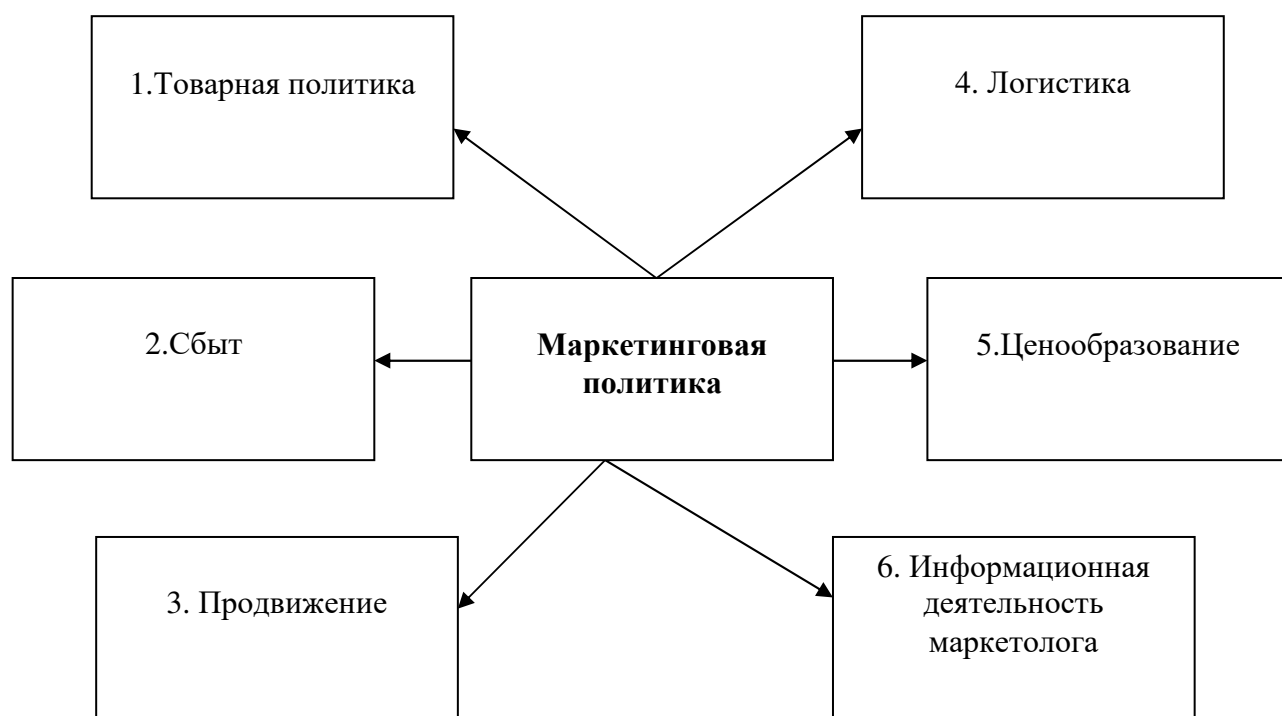 1.Товарная политика
4. Логистика
2.Сбыт
Маркетинговая
политика
5.Ценообразование
3. Продвижение
6. Информационная
деятельность
маркетолога